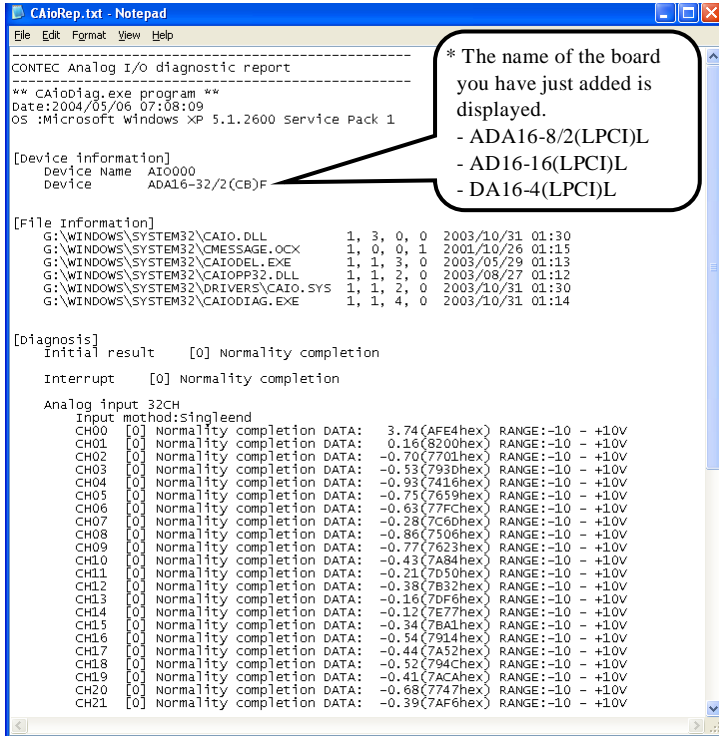 CAioRep.txt - Notepad
File Edit Format View Help
--------------------------------------------------
CONTEC Analog I/O diagnostic report
--------------------------------------------------
** CAioDiag.exe program **
Date:2004/05/06 07:08:09
OS :Microsoft Windows XP 5.1.2600 Service Pack 1
[Device information]
Device Name AIO000
Device ADA16-32/2(CB)F
* The name of the board
you have just added is
displayed.
- ADA16-8/2(LPCI)L
- AD16-16(LPCI)L
- DA16-4(LPCI)L
[File Information]
G:\WINDOWS\SYSTEM32\CAIO.DLL 1, 3, 0, 0 2003/10/31 01:30
G:\WINDOWS\SYSTEM32\CMESSAGE.OCX 1, 0, 0, 1 2001/10/26 01:15
G:\WINDOWS\SYSTEM32\CAIODEL.EXE 1, 1, 3, 0 2003/05/29 01:13
G:\WINDOWS\SYSTEM32\CAIOPP32.DLL 1, 1, 2, 0 2003/08/27 01:12
G:\WINDOWS\SYSTEM32\DRIVERS\CAIO.SYS 1, 1, 2, 0 2003/10/31 01:30
G:\WINDOWS\SYSTEM32\CAIODIAG.EXE 1, 1, 4, 0 2003/10/31 01:14
[Diagnosis]
Initial result [0] Normality completion
Interrupt [0] Normality completion
Analog input 32CH
Input mothod:Singleend
CH00 [0] Normality completion DATA: 3.74(AFE4hex) RANGE:-10 - +10V
CH01 [0] Normality completion DATA: 0.16(8200hex) RANGE:-10 - +10V
CH02 [0] Normality completion DATA: -0.70(7701hex) RANGE:-10 - +10V
CH03 [0] Normality completion DATA: -0.53(793Dhex) RANGE:-10 - +10V
CH04 [0] Normality completion DATA: -0.93(7416hex) RANGE:-10 - +10V
CH05 [0] Normality completion DATA: -0.75(7659hex) RANGE:-10 - +10V
CH06 [0] Normality completion DATA: -0.63(77FChex) RANGE:-10 - +10V
CH07 [0] Normality completion DATA: -0.28(7C6Dhex) RANGE:-10 - +10V
CH08 [0] Normality completion DATA: -0.86(7506hex) RANGE:-10 - +10V
CH09 [0] Normality completion DATA: -0.77(7623hex) RANGE:-10 - +10V
CH10 [0] Normality completion DATA: -0.43(7A84hex) RANGE:-10 - +10V
CH11 [0] Normality completion DATA: -0.21(7D50hex) RANGE:-10 - +10V
CH12 [0] Normality completion DATA: -0.38(7B32hex) RANGE:-10 - +10V
CH13 [0] Normality completion DATA: -0.16(7DF6hex) RANGE:-10 - +10V
CH14 [0] Normality completion DATA: -0.12(7E77hex) RANGE:-10 - +10V
CH15 [0] Normality completion DATA: -0.34(7BA1hex) RANGE:-10 - +10V
CH16 [0] Normality completion DATA: -0.54(7914hex) RANGE:-10 - +10V
CH17 [0] Normality completion DATA: -0.44(7A52hex) RANGE:-10 - +10V
CH18 [0] Normality completion DATA: -0.52(794Chex) RANGE:-10 - +10V
CH19 [0] Normality completion DATA: -0.41(7ACAhex) RANGE:-10 - +10V
CH20 [0] Normality completion DATA: -0.68(7747hex) RANGE:-10 - +10V
CH21 [0] Normality completion DATA: -0.39(7AF6hex) RANGE:-10 - +10V